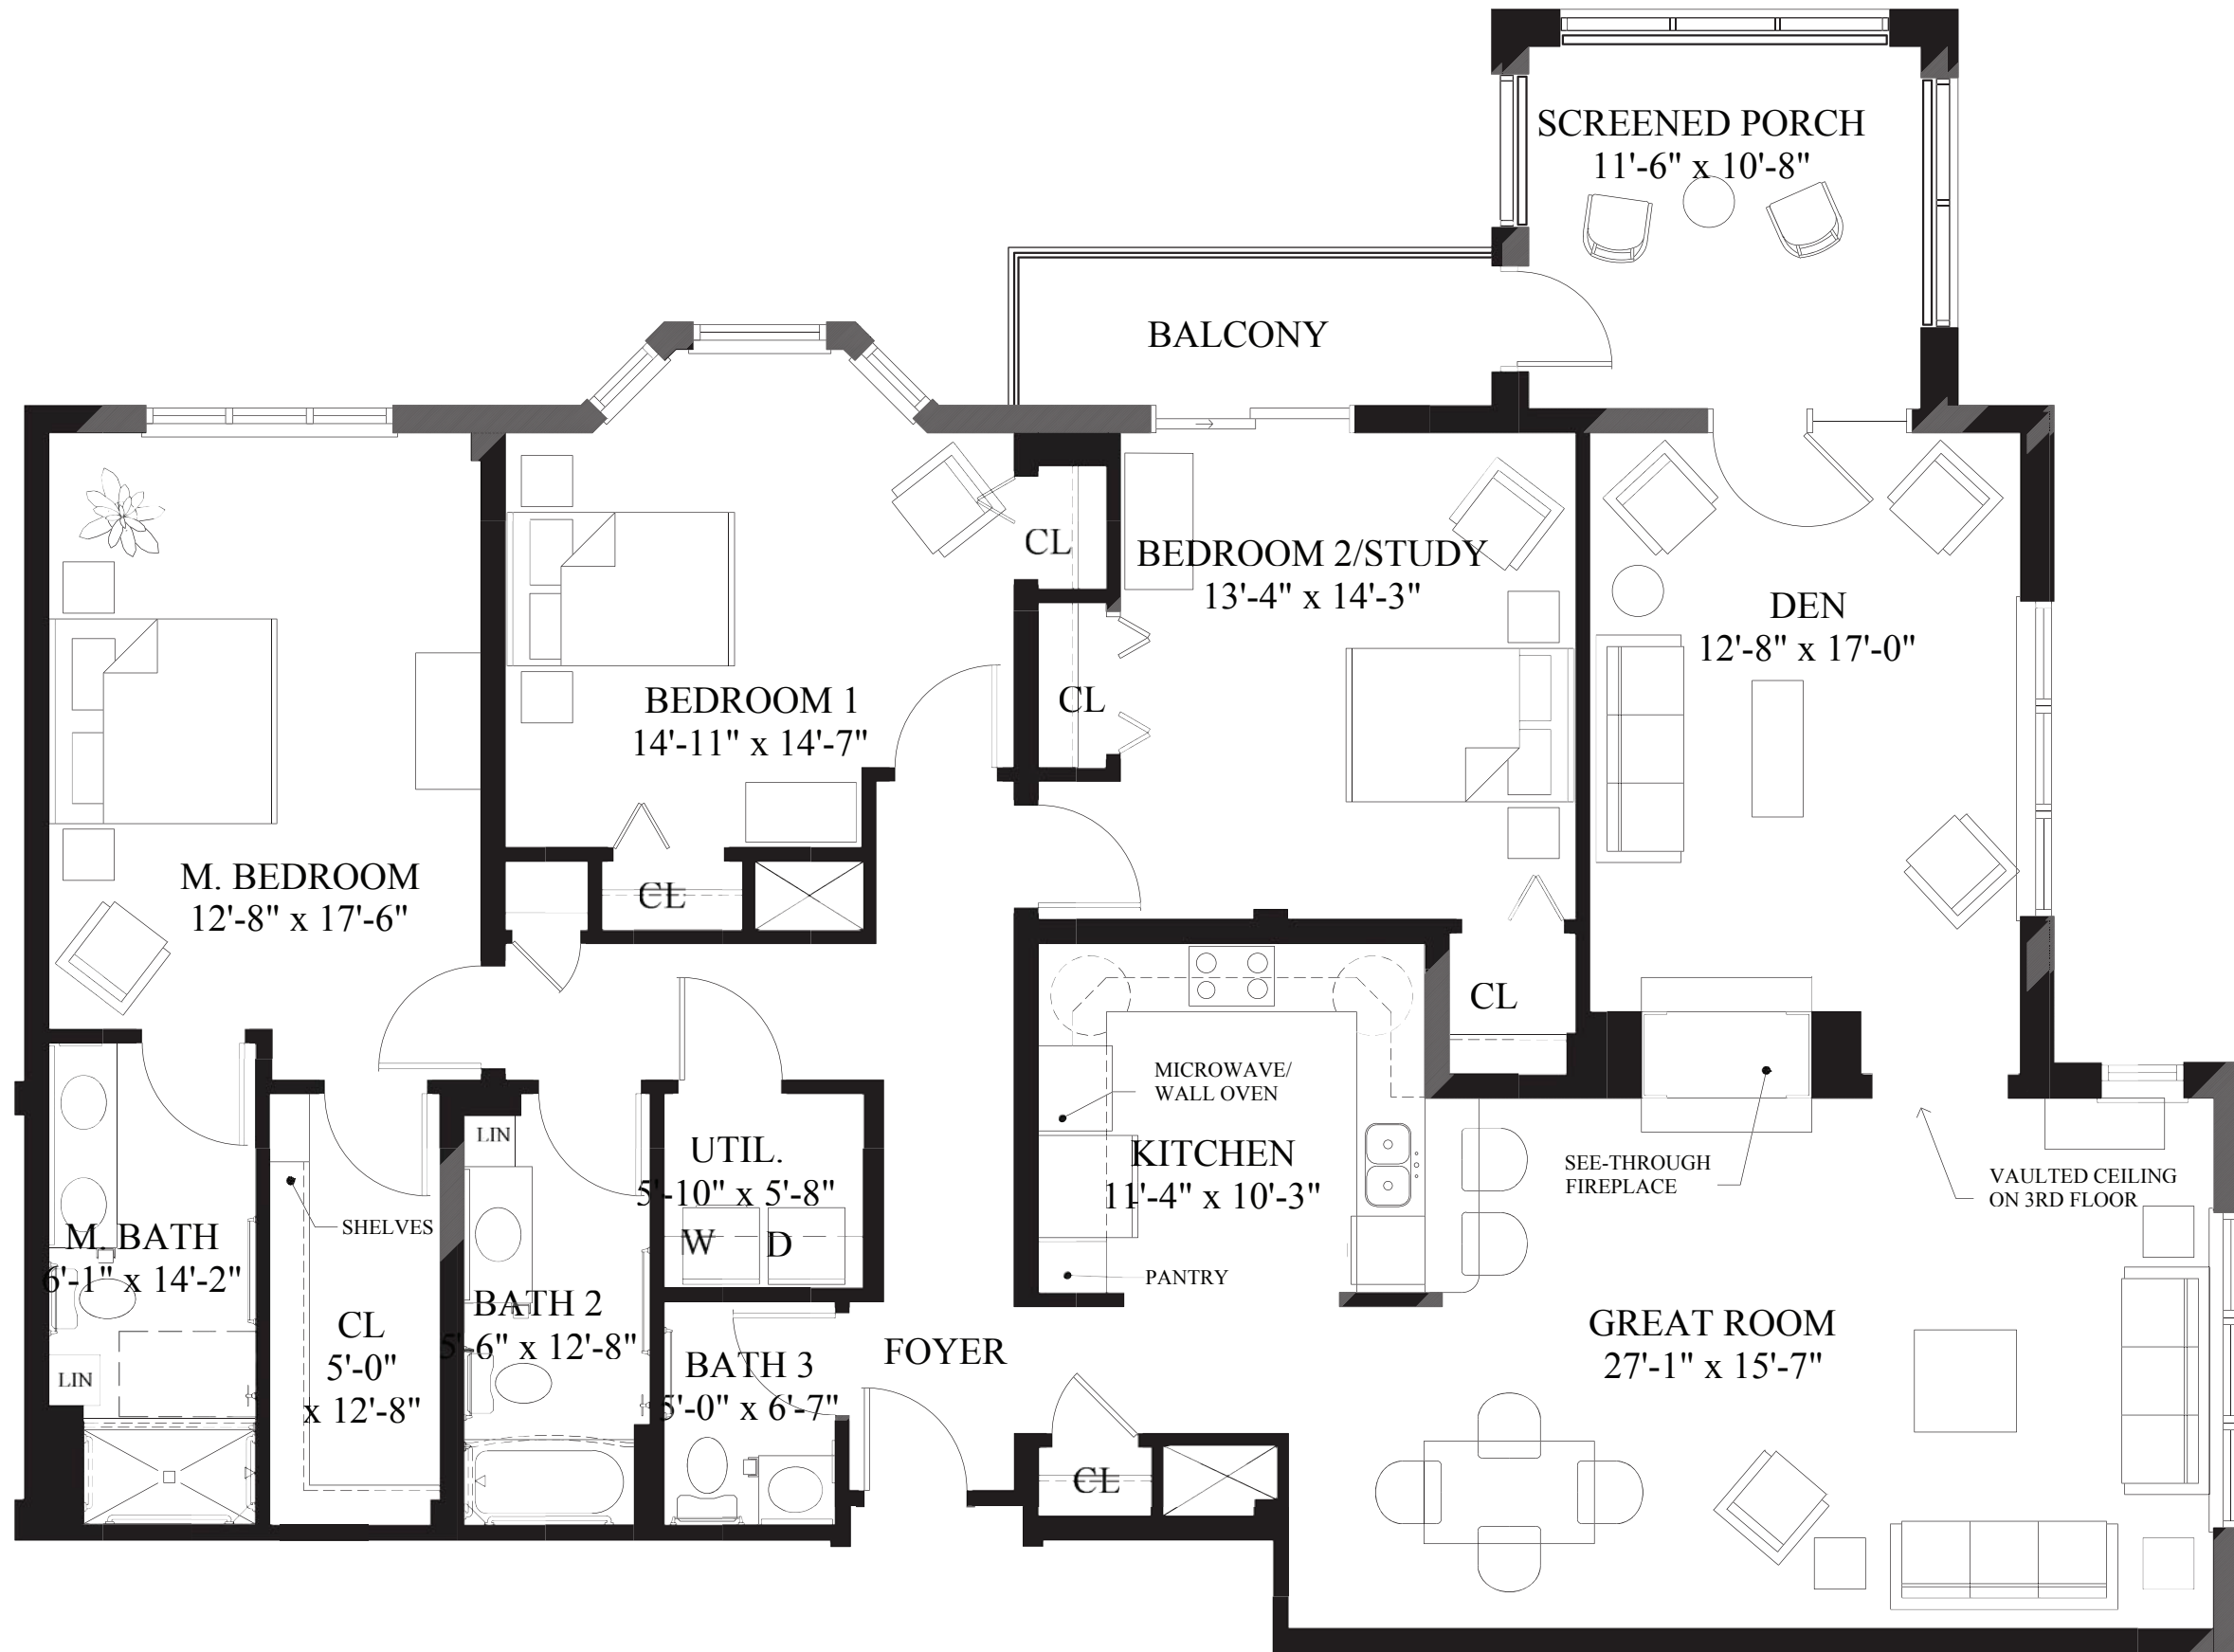 SCREENED PORCH
11'-6" x 10'-8"
BALCONY
CL
BEDROOM 2/STUDY
13'-4" x 14'-3"
DEN
12'-8" x 17'-0"
BEDROOM 1
14'-11" x 14'-7"
CL
M. BEDROOM
12'-8" x 17'-6"
CL
CL
MICROWAVE/
WALL OVEN
LIN
UTIL.
5'-10" x 5'-8"
KITCHEN
11'-4" x 10'-3"
SEE-THROUGH
FIREPLACE
VAULTED CEILING
ON 3RD FLOOR
M. BATH
6'-1" x 14'-2"
SHELVES
W
D
PANTRY
BATH 2
5'-6" x 12'-8"
CL
5'-0"
x 12'-8"
LIN
BATH 3
5'-0" x 6'-7"
FOYER
GREAT ROOM
27'-1" x 15'-7"
CL